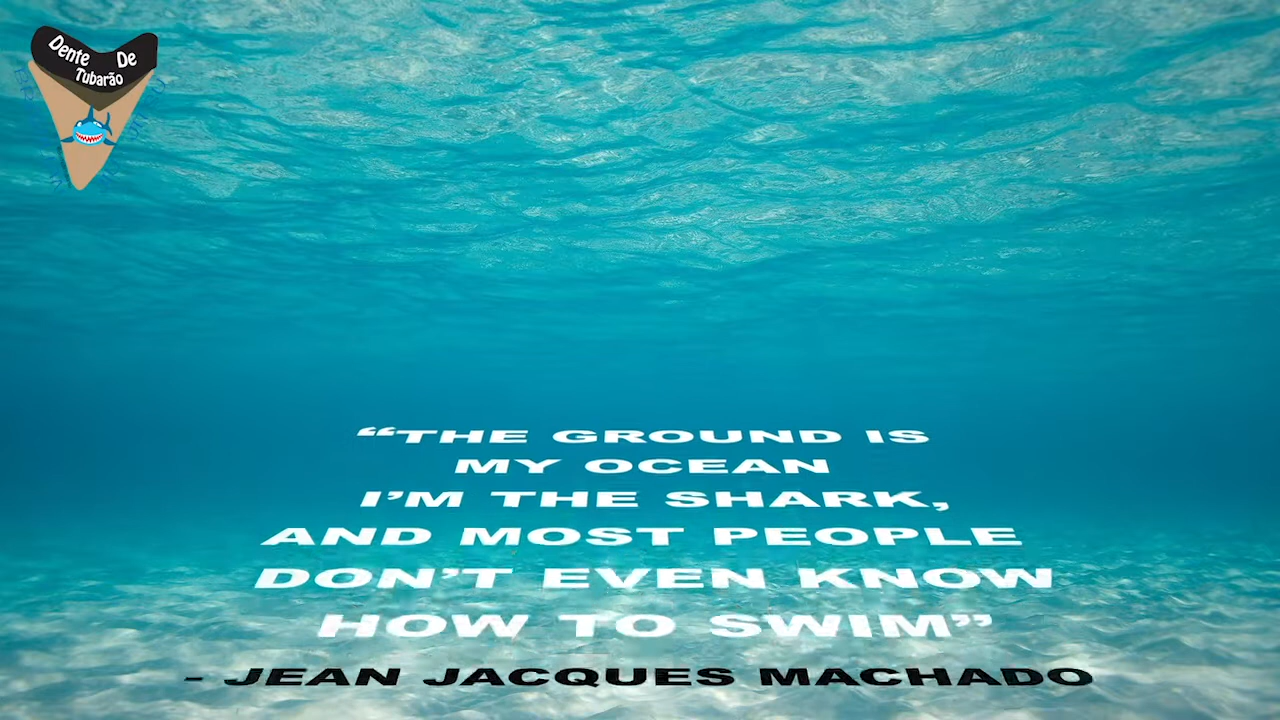 Dente De
Tubarão
“THE GROUND IS
MY OCEAN
I’M THE SHARK,
AND MOST PEOPLE
DON’T EVEN KNOW
HOW TO SWIM”
- JEAN JACQUES MACHADO